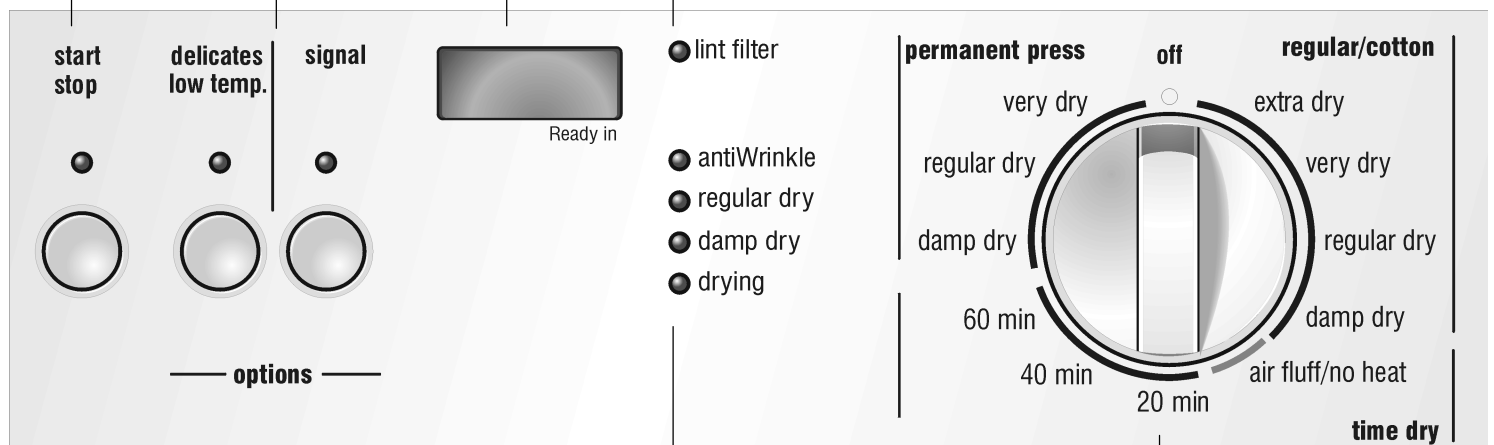 start
stop
delicates
low temp.
signal
options
Ready in
lint filter
antiWrinkle
regular dry
damp dry
drying
permanent press
off
regular/cotton
very dry
regular dry
damp dry
60 min
40 min
20 min
extra dry
very dry
regular dry
damp dry
air fluff/no heat
time dry